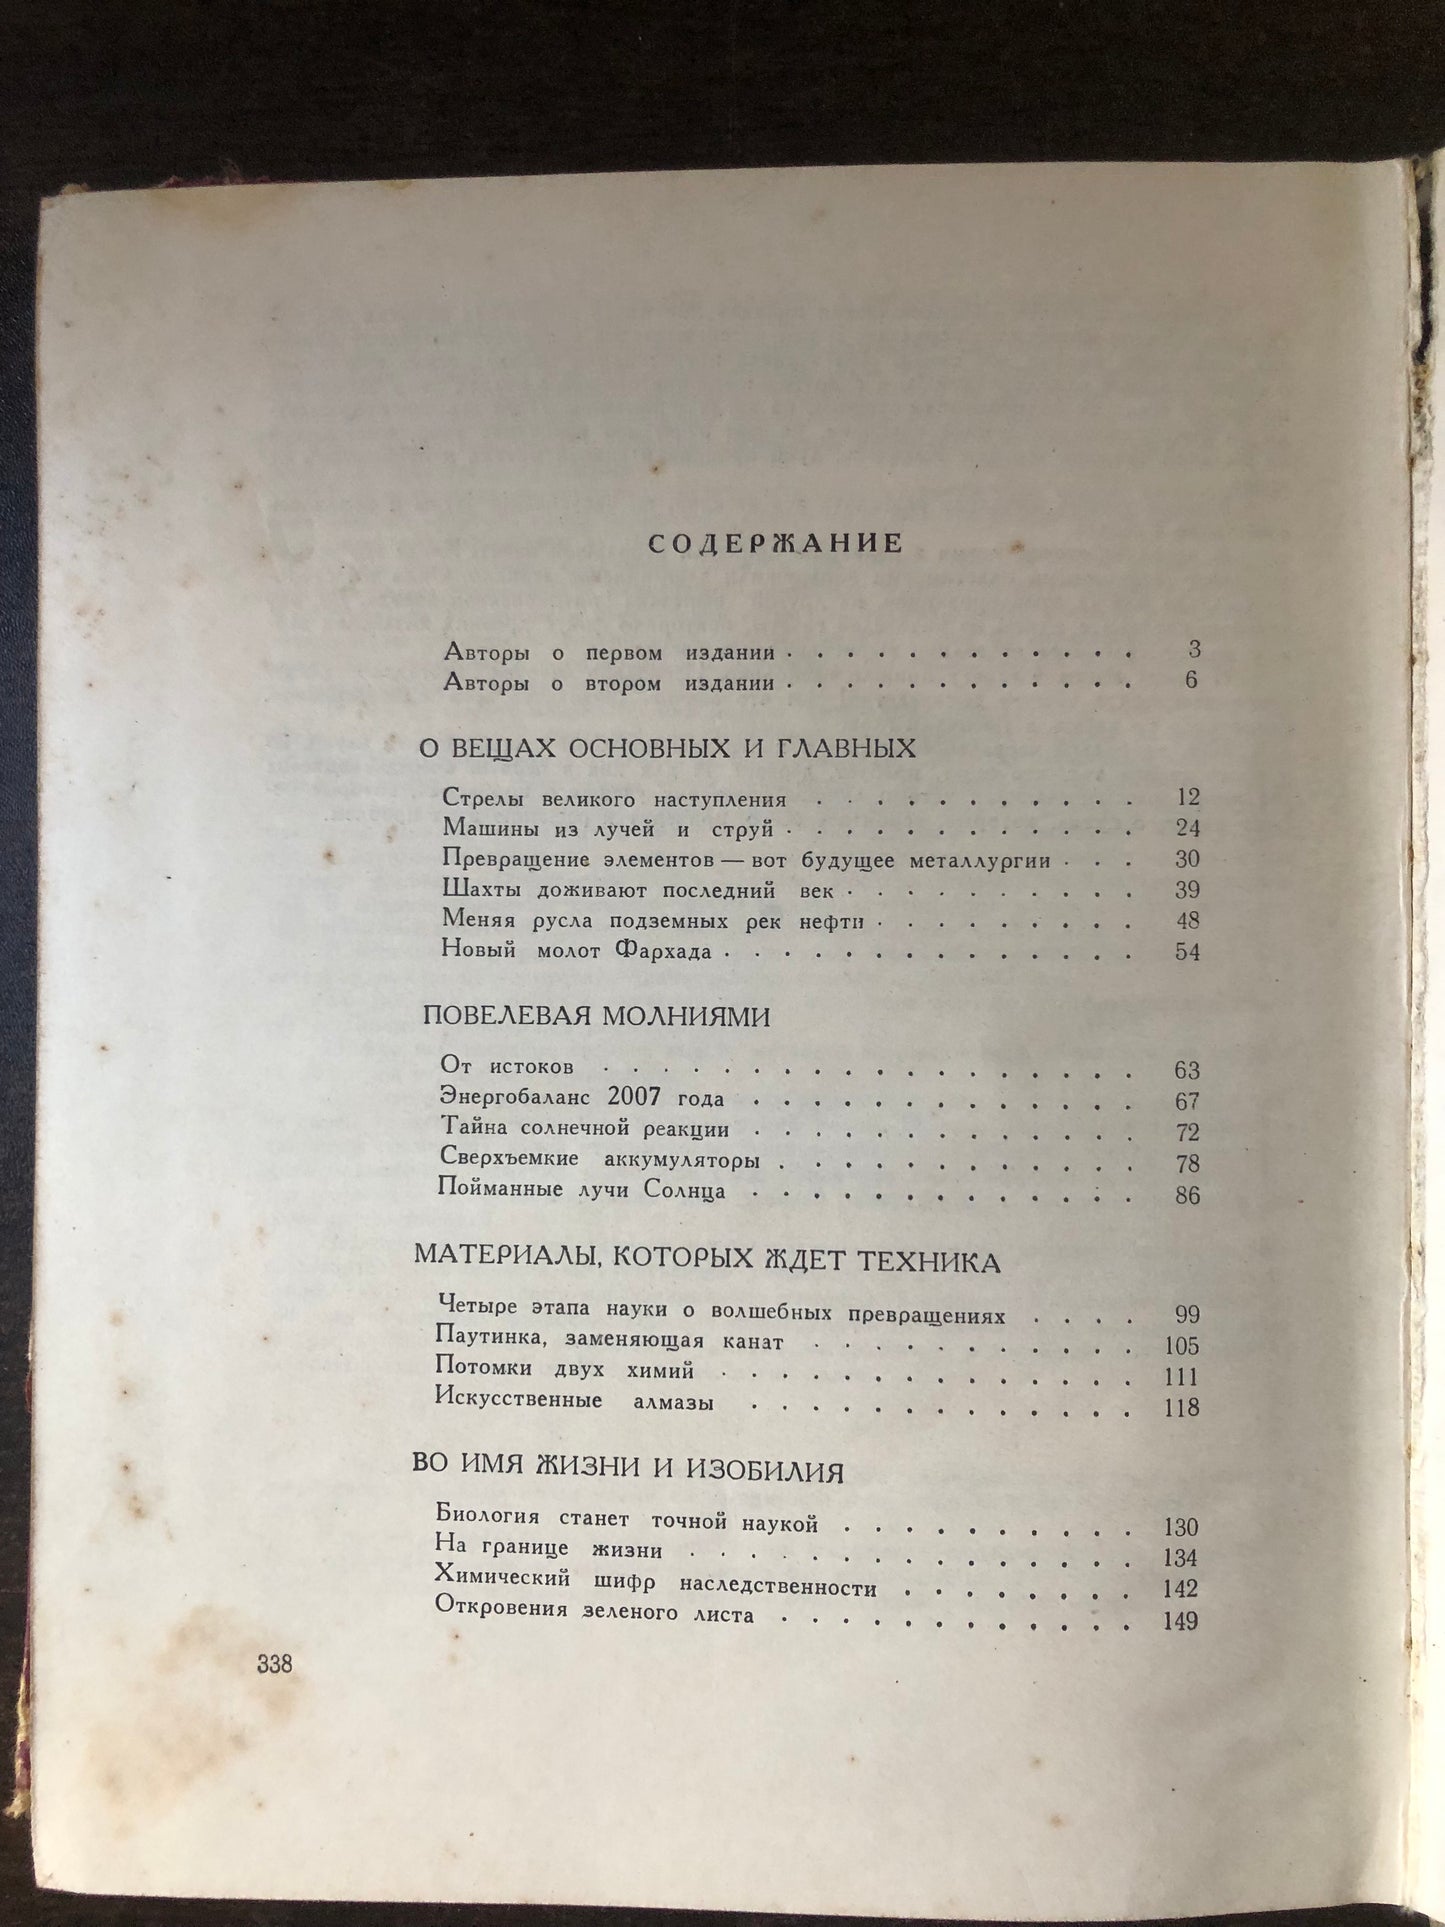 СОДЕРЖАНИЕ
Авторы о первом издании . . . . . . . . . . . . 3
Авторы о втором издании . . . . . . . . . . . . 6
О ВЕЩАХ ОСНОВНЫХ И ГЛАВНЫХ
Стрелы великого наступления . . . . . . . . . . . 12
Машины из лучей и струй . . . . . . . . . . . . 24
Превращение элементов — вот будущее металлургии . . . 30
Шахты доживают последний век . . . . . . . . . . 39
Меняя русла подземных рек нефти . . . . . . . . . 48
Новый молот Фархада . . . . . . . . . . . . . . 54
ПОВЕЛЕВАЯ МОЛНИЯМИ
От истоков . . . . . . . . . . . . . . . . . . 63
Энергобаланс 2007 года . . . . . . . . . . . . . 67
Тайна солнечной реакции . . . . . . . . . . . . . 72
Сверхъемкие аккумуляторы . . . . . . . . . . . . 78
Пойманные лучи Солнца . . . . . . . . . . . . . 86
МАТЕРИАЛЫ, КОТОРЫХ ЖДЕТ ТЕХНИКА
Четыре этапа науки о волшебных превращениях . . . . 99
Паутинка, заменяющая канат . . . . . . . . . . . 105
Потомки двух химий . . . . . . . . . . . . . . 111
Искусственные алмазы . . . . . . . . . . . . . 118
ВО ИМЯ ЖИЗНИ И ИЗОБИЛИЯ
Биология станет точной наукой . . . . . . . . . . 130
На границе жизни . . . . . . . . . . . . . . . 134
Химический шифр наследственности . . . . . . . . 142
Откровения зеленого листа . . . . . . . . . . . . 149
338